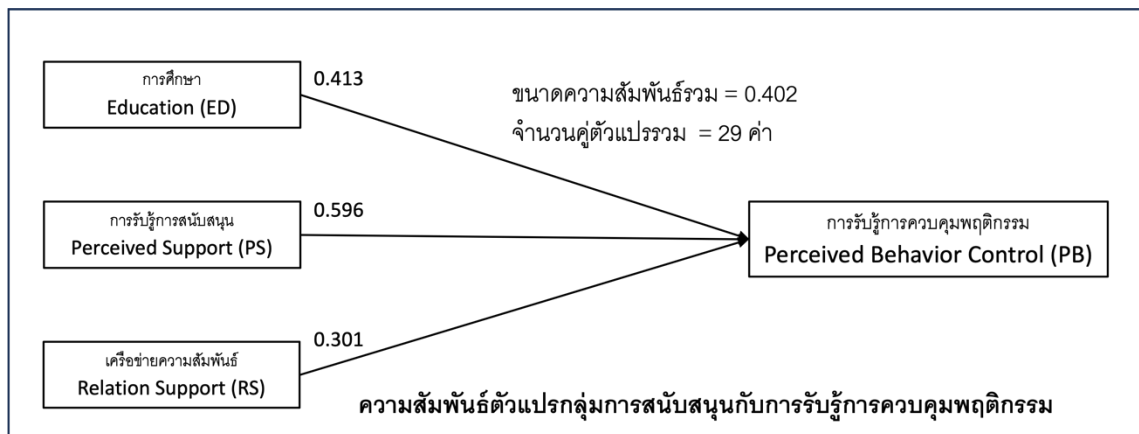 การศึกษา
Education (ED)
0.413
ขนาดความสัมพันธ์รวม = 0.402
จำนวนคู่ตัวแปรรวม = 29 ค่า
การรับรู้การสนับสนุน
Perceived Support (PS)
0.596
การรับรู้การควบคุมพฤติกรรม
Perceived Behavior Control (PB)
เครือข่ายความสัมพันธ์
Relation Support (RS)
0.301
ความสัมพันธ์ตัวแปรกลุ่มการสนับสนุนกับการรับรู้การควบคุมพฤติกรรม